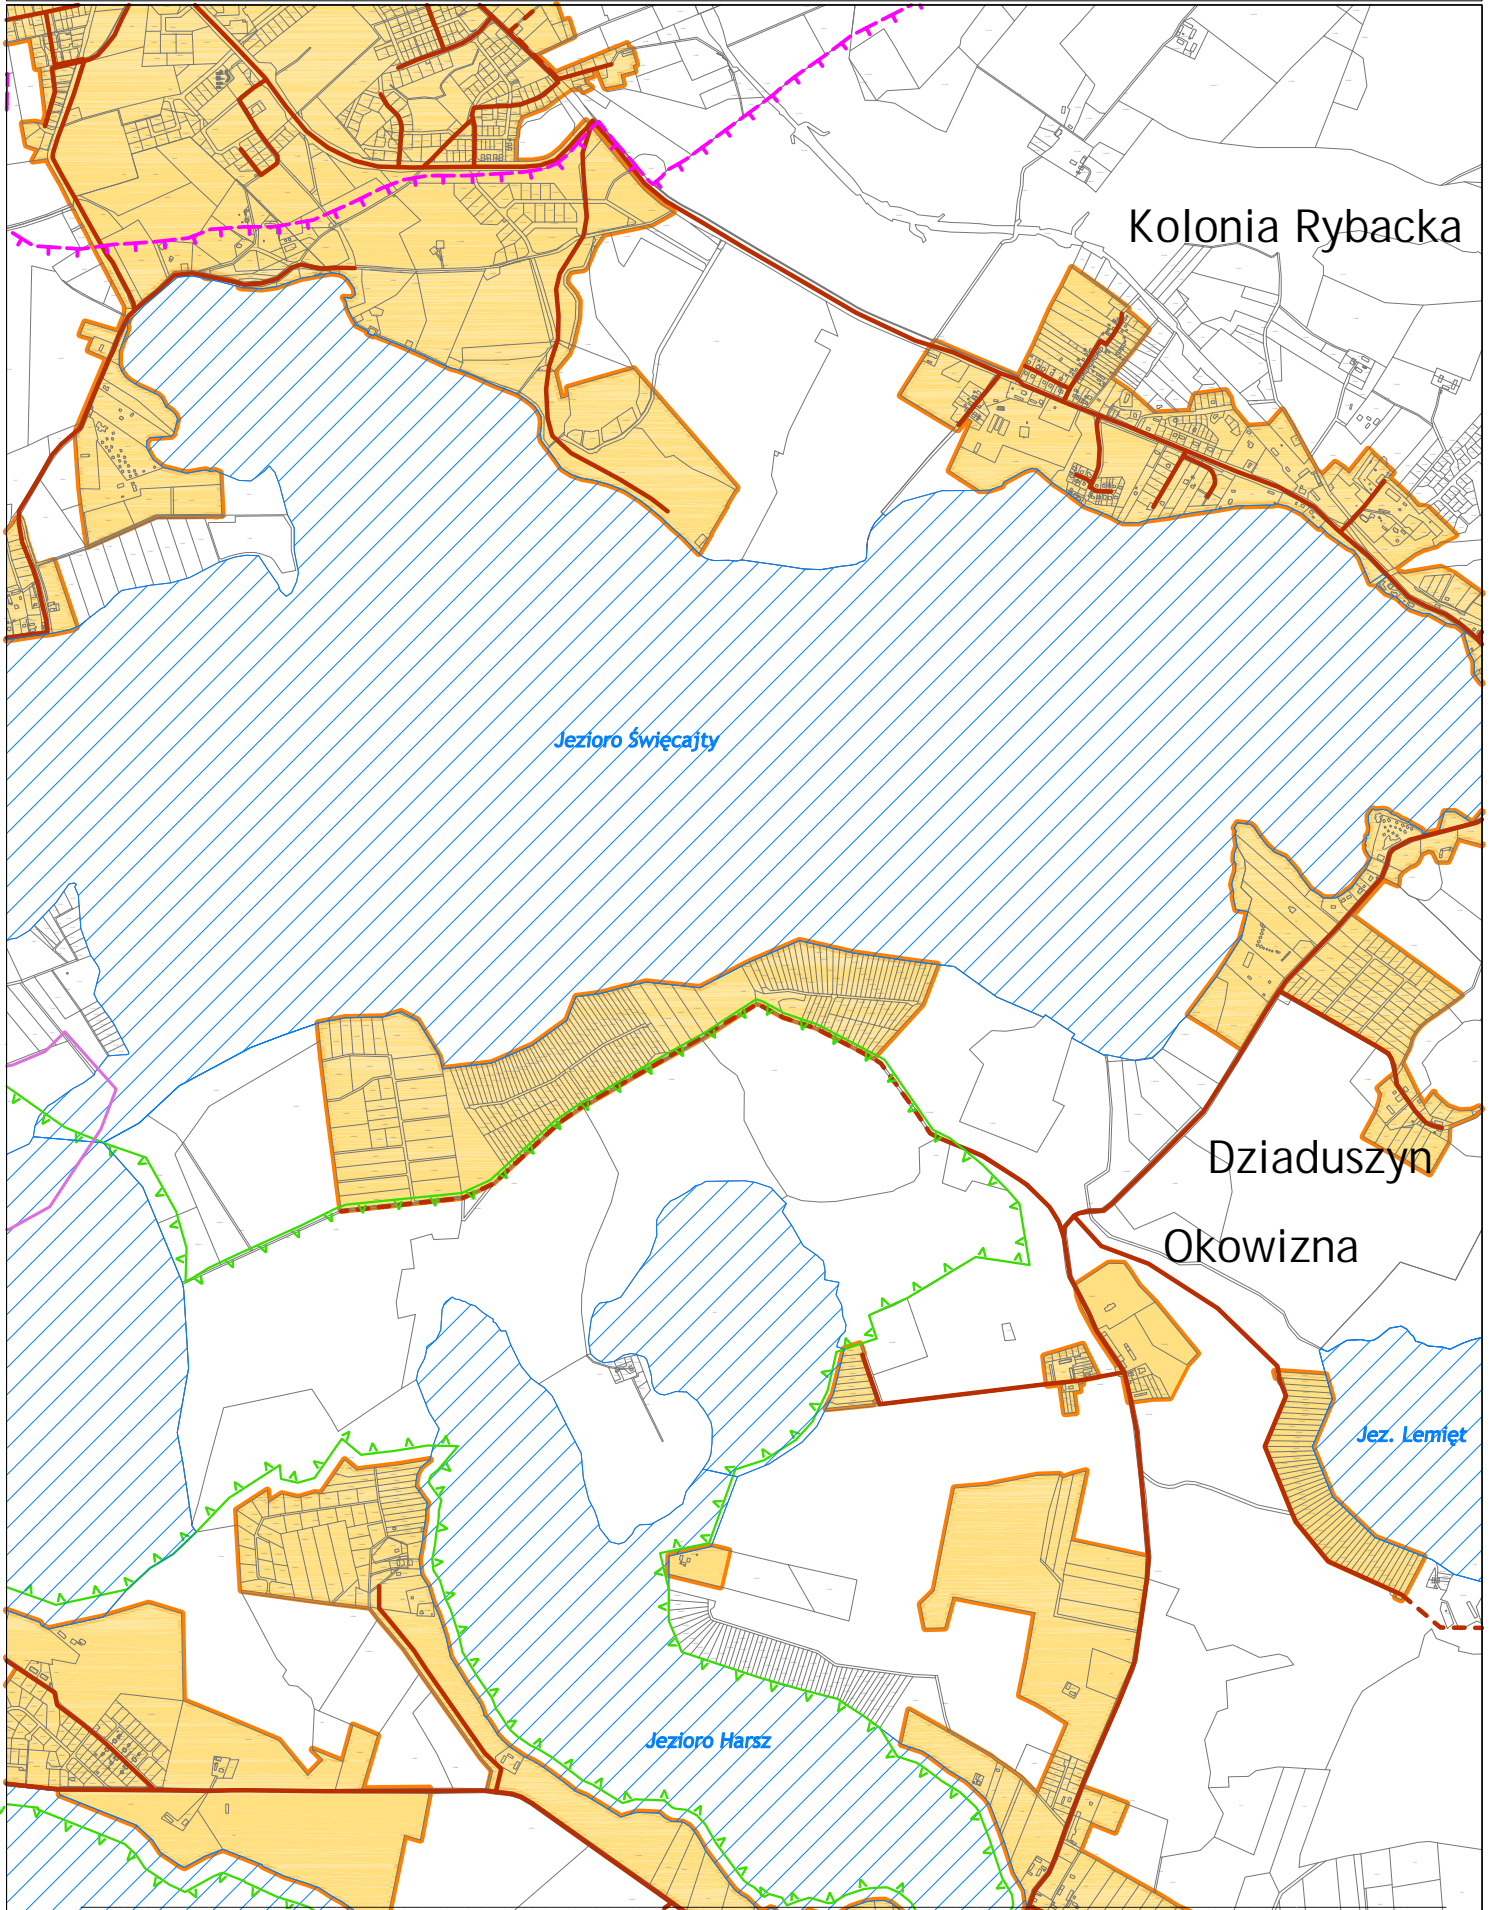 Kolonia Rybacka
Jezioro Święcajty
Dziaduszyn
Okowizna
Jez. Lemięt
Jezioro Harsz